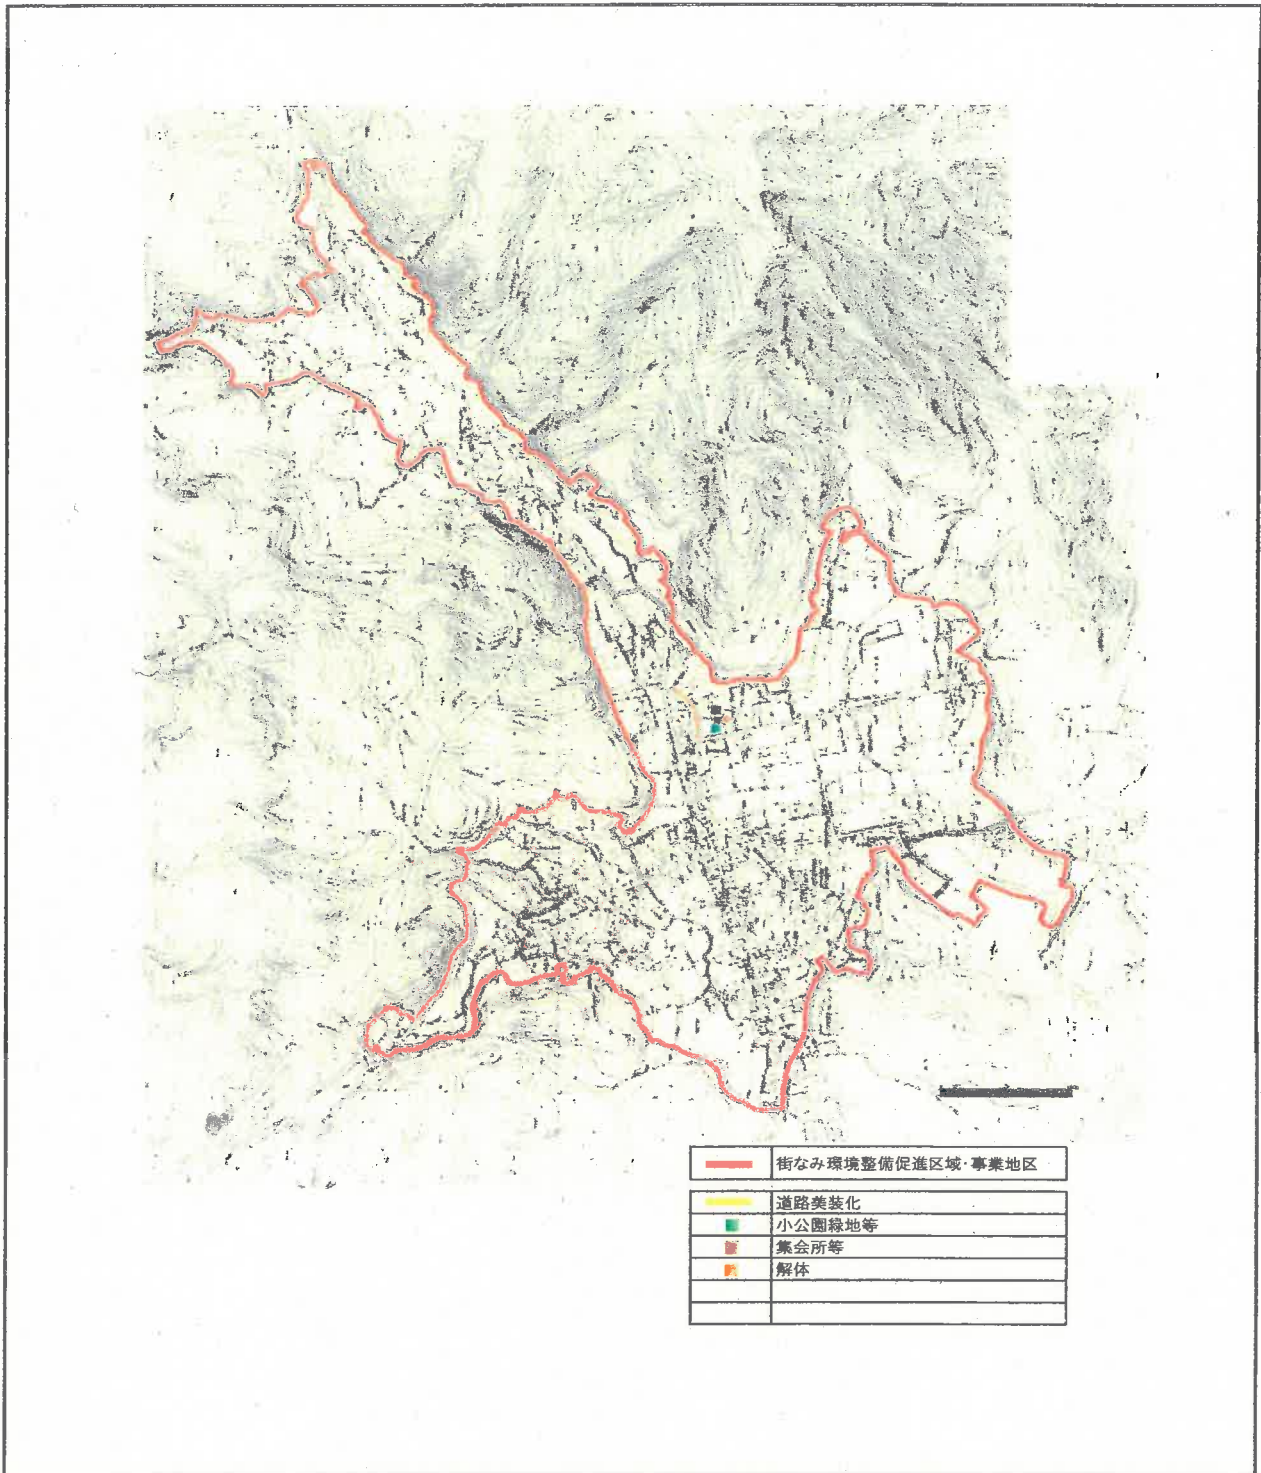 街なみ環境整備促進区域・事業地区
道路美装化
小公園緑地等
集会所等
解体